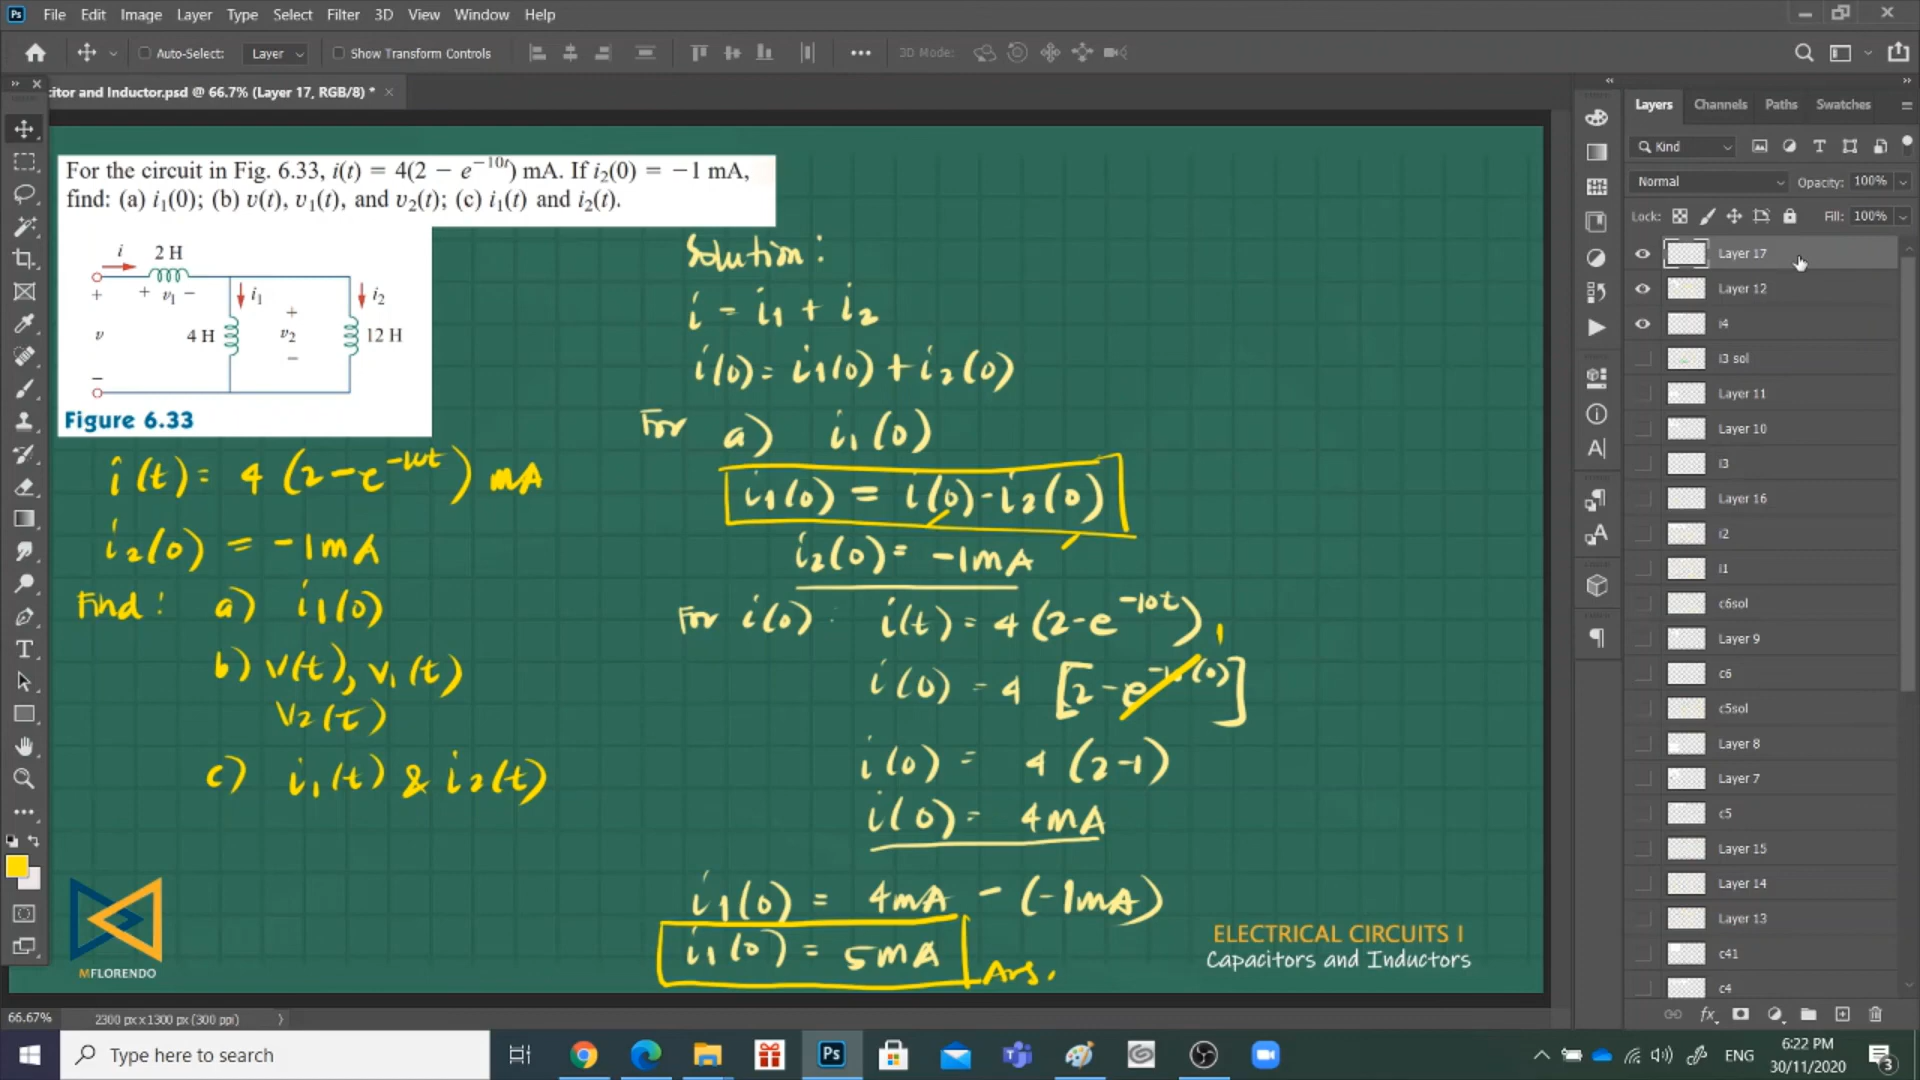 Ps File Edit Image Layer Type Select Filter 3D View Window Help
Auto-Select: Layer Show Transform Controls 3D Mode:
itor and Inductor.psd @ 66.7% (Layer 17, RGB/8) *
For the circuit in Fig. 6.33, i(t) = 4(2 − e⁻¹⁰ᵗ) mA. If i₂(0) = −1 mA,
find: (a) i₁(0); (b) v(t), v₁(t), and v₂(t); (c) i₁(t) and i₂(t).
i 2 H
+ + v₁ − i₁ + i₂
v 4 H v₂ 12 H
− −
Figure 6.33
i(t) = 4 (2−e⁻¹⁰ᵗ) mA
i₂(0) = −1mA
Find: a) i₁(0)
b) v(t), v₁(t)
v₂(t)
c) i₁(t) & i₂(t)
MFLORENDO
Solution:
i = i₁ + i₂
i(0) = i₁(0) + i₂(0)
For a) i₁(0)
i₁(0) = i(0) - i₂(0)
i₂(0) = −1mA
For i(0): i(t) = 4 (2−e⁻¹⁰ᵗ)
1
i(0) = 4 [2−e⁻¹⁰⁽⁰⁾]
i(0) = 4 (2−1)
i(0) = 4mA
i₁(0) = 4mA − (−1mA)
i₁(0) = 5mA Ans.
ELECTRICAL CIRCUITS I
Capacitors and Inductors
Layers Channels Paths Swatches
Kind
Normal Opacity: 100%
Lock: Fill: 100%
Layer 17
Layer 12
i4
i3 sol
Layer 11
Layer 10
i3
Layer 16
i2
i1
c6sol
Layer 9
c6
c5sol
Layer 8
Layer 7
c5
Layer 15
Layer 14
Layer 13
c41
c4
66.67% 2300 px x 1300 px (300 ppi)
Type here to search
Ps
ENG
6:22 PM
30/11/2020
3